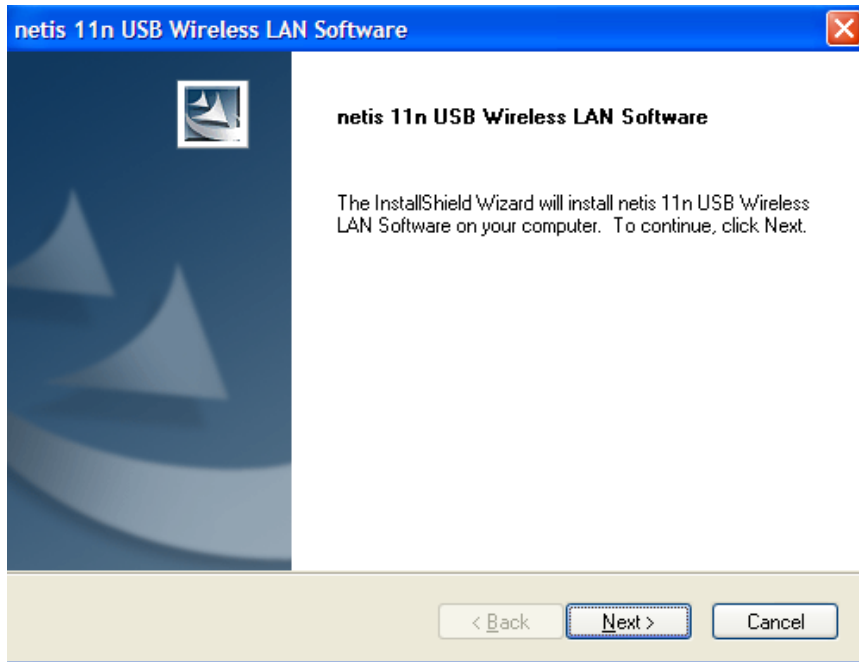 netis 11n USB Wireless LAN Software
netis 11n USB Wireless LAN Software
The InstallShield Wizard will install netis 11n USB Wireless
LAN Software on your computer.  To continue, click Next.
< Back
Next >
Cancel